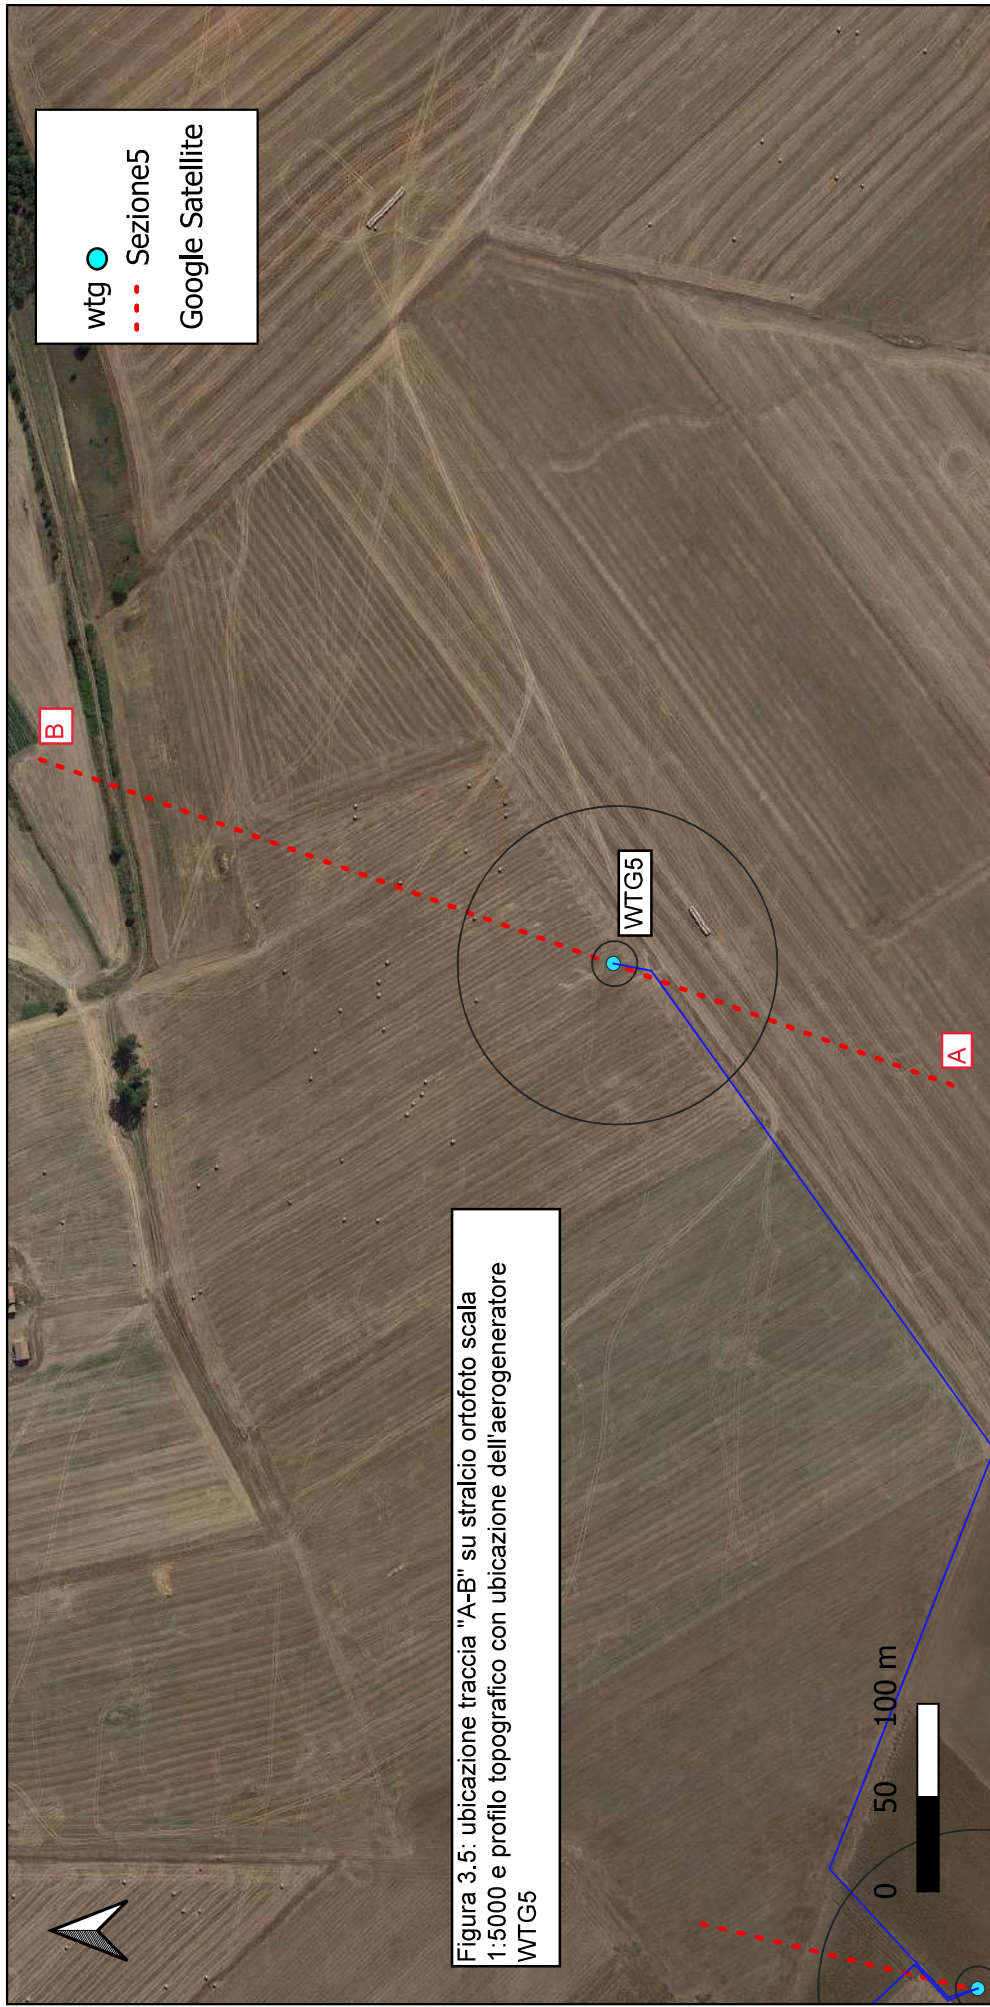 wtg
Sezione5
Google Satellite
B
WTG5
A
Figura 3.5: ubicazione traccia "A-B" su stralcio ortofoto scala
1:5000 e profilo topografico con ubicazione dell'aerogeneratore
WTG5
0 50 100 m